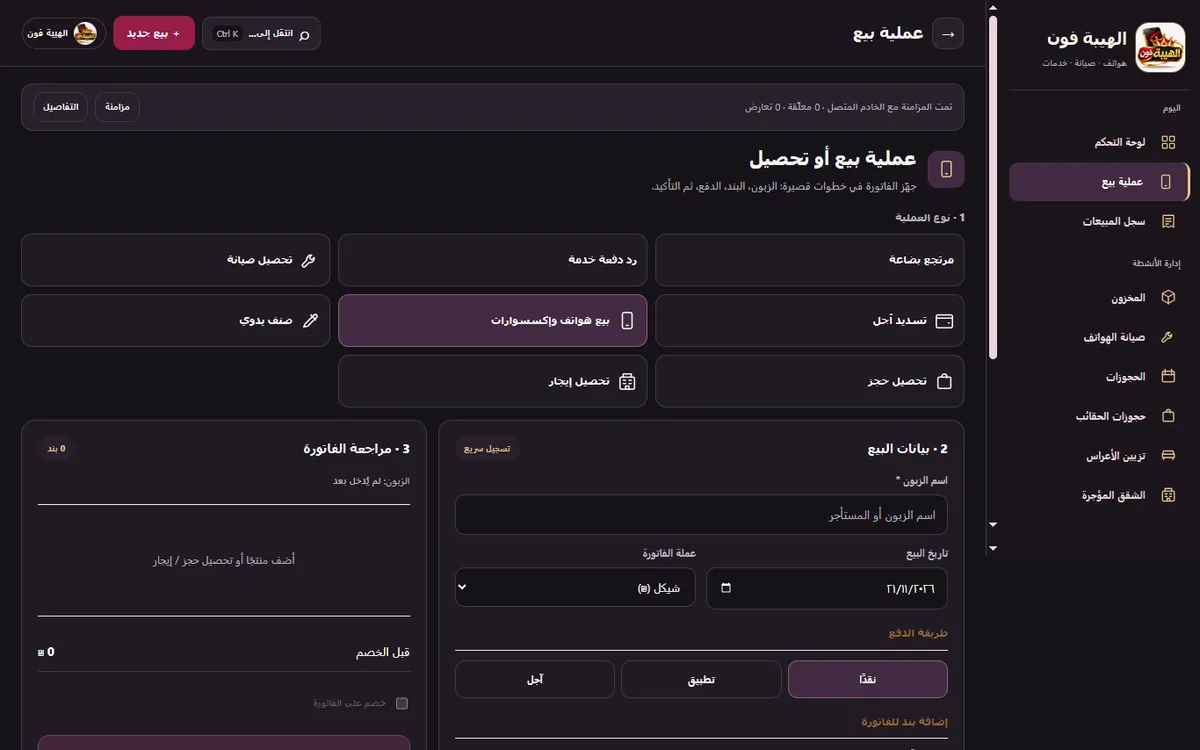 الهيبة فون
هواتف · صيانة · خدمات
اليوم
لوحة التحكم
عملية بيع
سجل المبيعات
إدارة الأنشطة
المخزون
صيانة الهواتف
الحجوزات
حجوزات الحقائب
تزيين الأعراس
الشقق المؤجرة
→ عملية بيع
انتقل إلى... Ctrl K
+ بيع جديد
الهيبة فون
تمت المزامنة مع الخادم المتصل · 0 معلّقة · 0 تعارض
مزامنة
التفاصيل
عملية بيع أو تحصيل
جهّز الفاتورة في خطوات قصيرة: الزبون، البند، الدفع، ثم التأكيد.
1 · نوع العملية
مرتجع بضاعة
رد دفعة خدمة
تحصيل صيانة
تسديد آجل
بيع هواتف وإكسسوارات
صنف يدوي
تحصيل حجز
تحصيل إيجار
2 · بيانات البيع
تسجيل سريع
اسم الزبون *
اسم الزبون أو المستأجر
تاريخ البيع
عملة الفاتورة
شيكل (₪)
طريقة الدفع
نقدًا
تطبيق
آجل
إضافة بند للفاتورة
3 · مراجعة الفاتورة
0 بند
الزبون: لم يُدخل بعد
أضف منتجًا أو تحصيل حجز / إيجار
قبل الخصم
0 ₪
خصم على الفاتورة